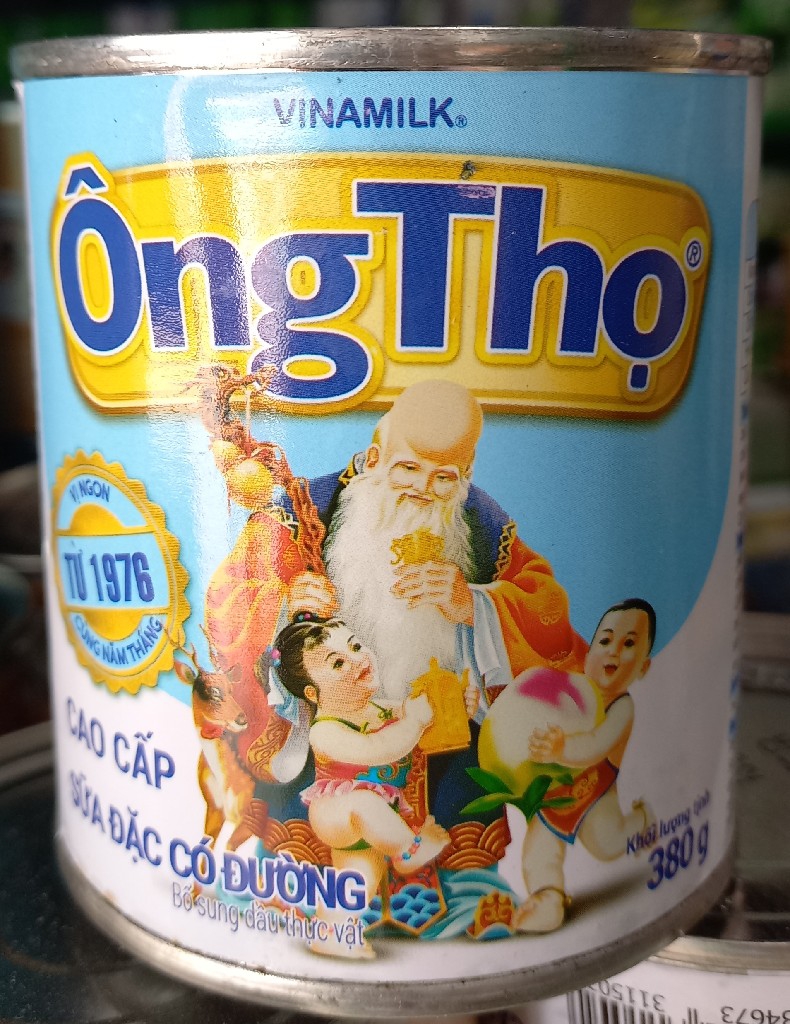 VINAMILK®
ÔngThọ®
VỊ NGON
TỪ 1976
CÙNG NĂM THÁNG
CAO CẤP
SỮA ĐẶC CÓ ĐƯỜNG
Bổ sung dầu thực vật
Khối lượng tịnh
380 g